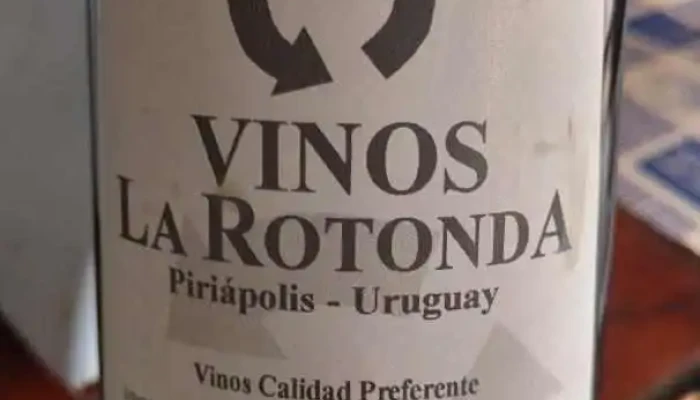 VINOS
LA ROTONDA
Piriápolis - Uruguay
Vinos Calidad Preferente